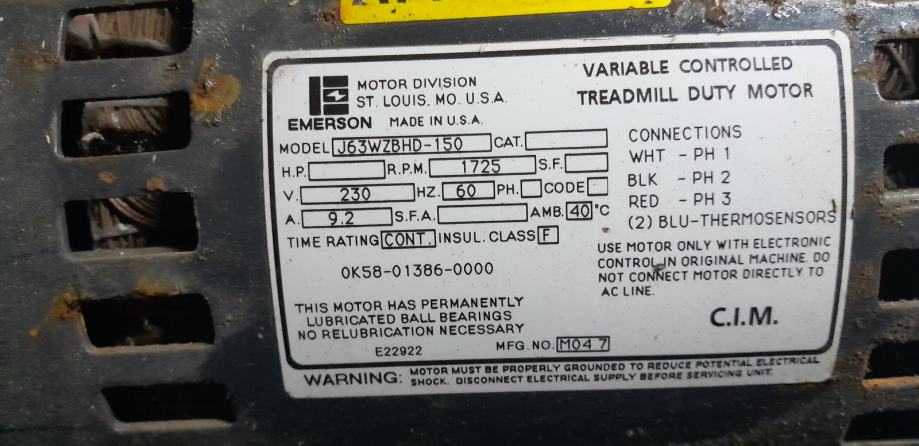 MOTOR DIVISION
ST. LOUIS, MO. U.S.A.
EMERSON MADE IN U.S.A.
VARIABLE CONTROLLED
TREADMILL DUTY MOTOR
MODEL J63WZBHD-150 CAT.
H.P. R.P.M. 1725 S.F.
V. 230 HZ. 60 PH. CODE
A. 9.2 S.F.A. AMB. 40 °C
TIME RATING CONT. INSUL. CLASS F
CONNECTIONS
WHT - PH 1
BLK - PH 2
RED - PH 3
(2) BLU-THERMOSENSORS
USE MOTOR ONLY WITH ELECTRONIC
CONTROL IN ORIGINAL MACHINE. DO
NOT CONNECT MOTOR DIRECTLY TO
AC LINE.
0K58-01386-0000
THIS MOTOR HAS PERMANENTLY
LUBRICATED BALL BEARINGS
NO RELUBRICATION NECESSARY
E22922
MFG. NO. M04 7
C.I.M.
WARNING: MOTOR MUST BE PROPERLY GROUNDED TO REDUCE POTENTIAL ELECTRICAL
SHOCK. DISCONNECT ELECTRICAL SUPPLY BEFORE SERVICING UNIT.